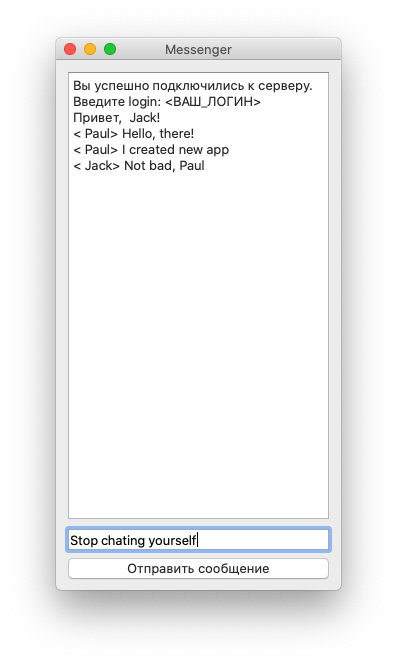 Messenger
Вы успешно подключились к серверу.
Введите login: <ВАШ_ЛОГИН>
Привет,  Jack!
< Paul> Hello, there!
< Paul> I created new app
< Jack> Not bad, Paul
Stop chating yourself
Отправить сообщение